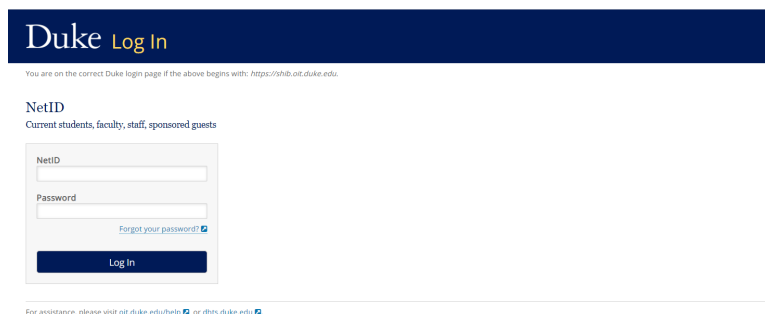 Duke Log In
You are on the correct Duke login page if the above begins with: https://shib.oit.duke.edu.
NetID
Current students, faculty, staff, sponsored guests
NetID
Password
Forgot your password?
Log In
For assistance, please visit oit.duke.edu/help or dhts.duke.edu